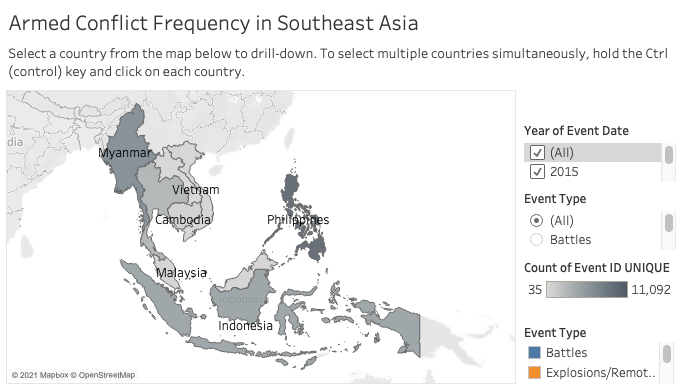 Armed Conflict Frequency in Southeast Asia
Select a country from the map below to drill-down. To select multiple countries simultaneously, hold the Ctrl
(control) key and click on each country.
dia
Myanmar
Vietnam
Cambodia
Philippines
Malaysia
Indonesia
Indonesia
© 2021 Mapbox © OpenStreetMap
Year of Event Date
(All)
2015
Event Type
(All)
Battles
Count of Event ID UNIQUE
35 11,092
Event Type
Battles
Explosions/Remot..